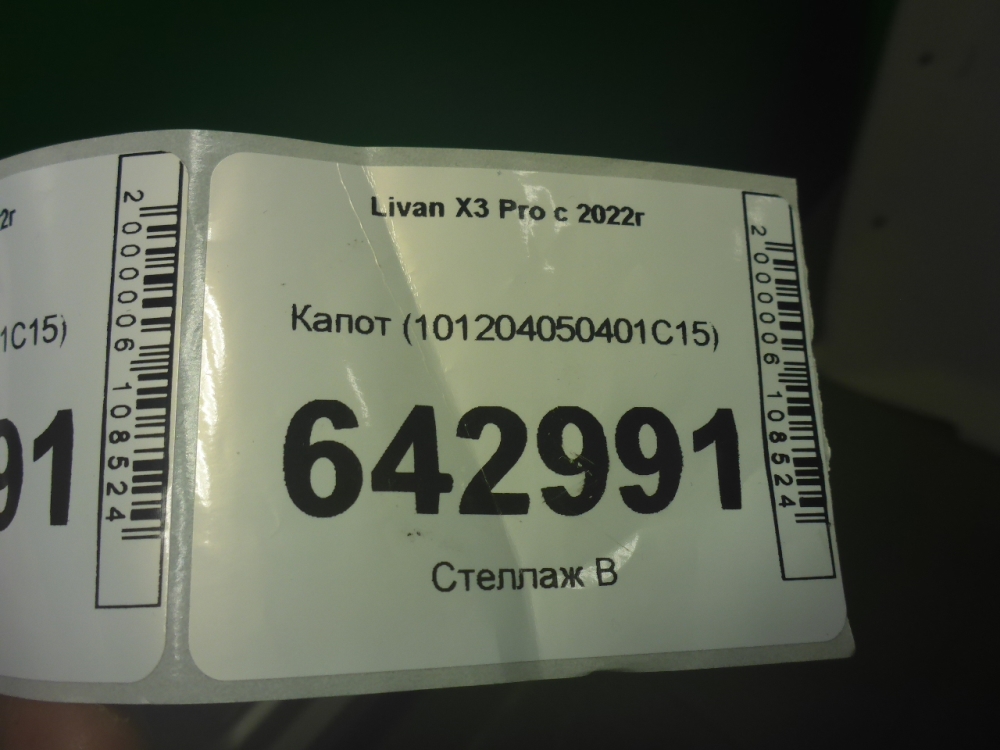 2г
1C15)
91
2000006108524
Livan X3 Pro с 2022г
Капот (101204050401C15)
642991
Стеллаж В
2000006108524